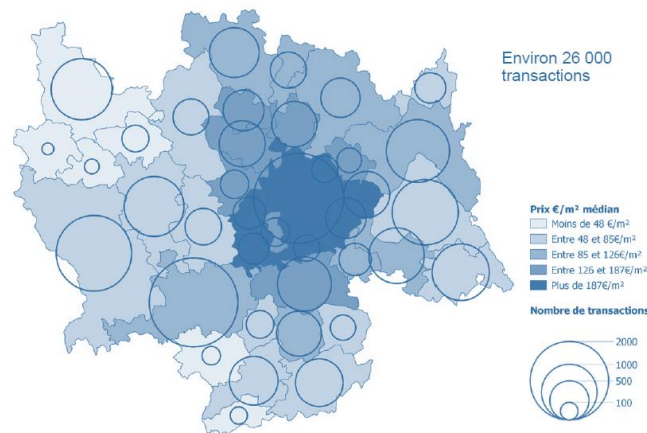 Environ 26 000
transactions
Prix €/m² médian
Moins de 48 €/m²
Entre 48 et 85€/m²
Entre 85 et 126€/m²
Entre 126 et 187€/m²
Plus de 187€/m²
Nombre de transactions
2000
1000
500
100